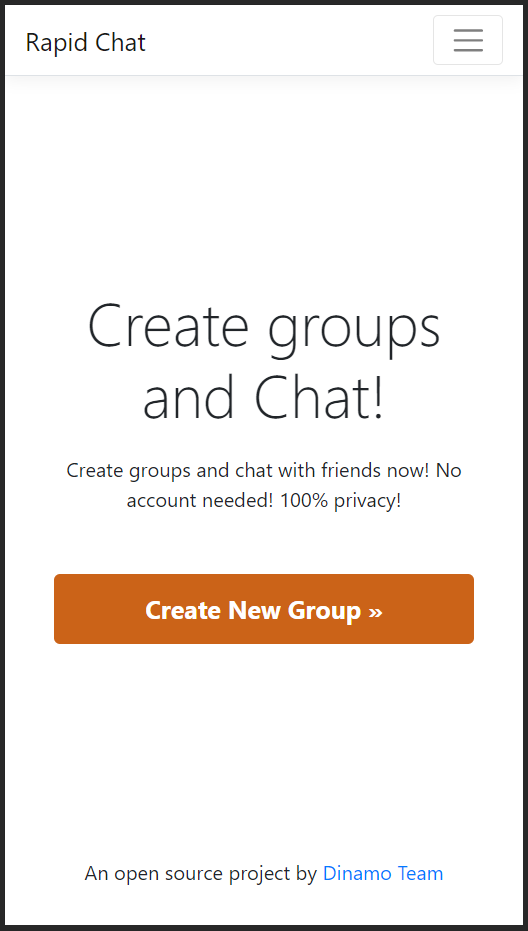 Rapid Chat
Create groups
and Chat!
Create groups and chat with friends now! No
account needed! 100% privacy!
Create New Group »
An open source project by Dinamo Team